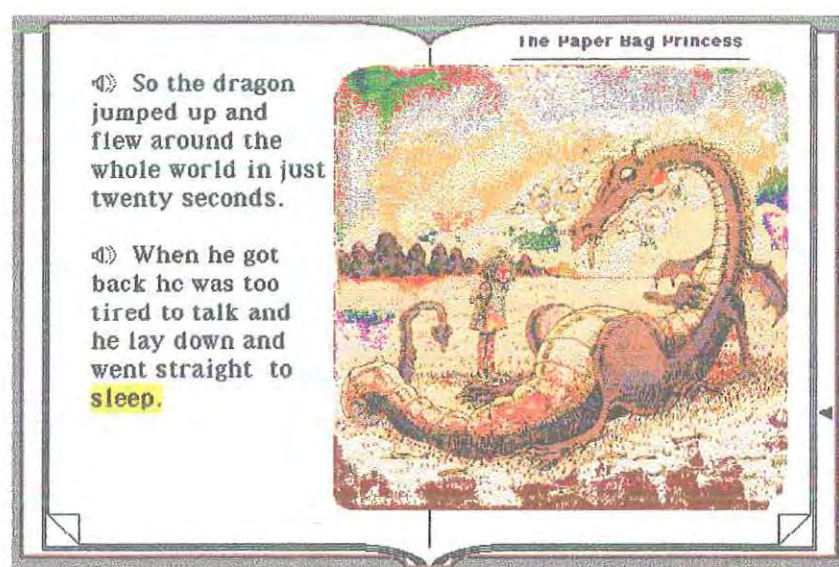 The Paper Bag Princess
So the dragon
jumped up and
flew around the
whole world in just
twenty seconds.
When he got
back he was too
tired to talk and
he lay down and
went straight to
sleep.